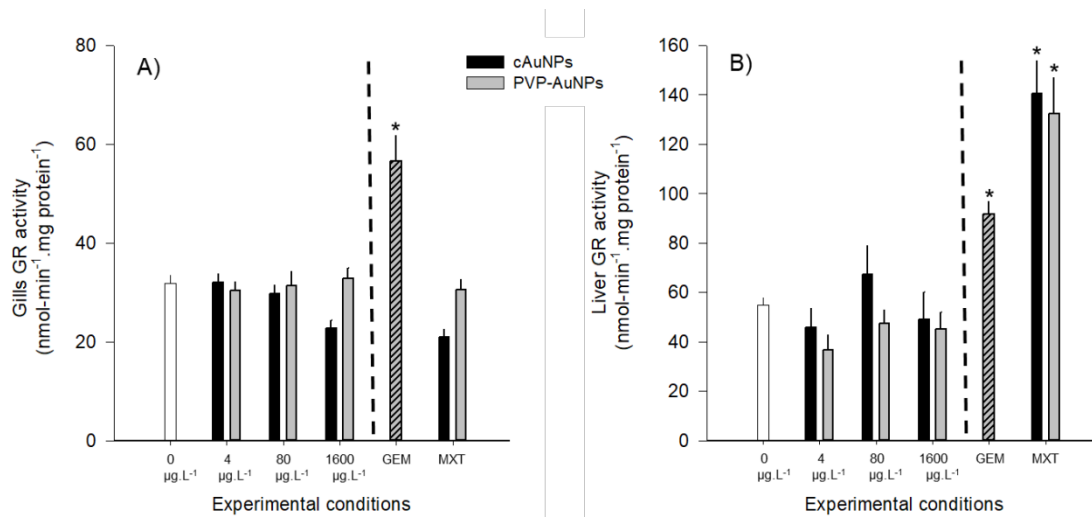 A)
Gills GR activity
(nmol-min⁻¹.mg protein⁻¹)
80
60
40
20
0
*
0
µg.L⁻¹
4
µg.L⁻¹
80
µg.L⁻¹
1600
µg.L⁻¹
GEM
MXT
Experimental conditions
cAuNPs
PVP-AuNPs
B)
Liver GR activity
(nmol-min⁻¹.mg protein⁻¹)
160
140
120
100
80
60
40
20
0
*
*
*
0
µg.L⁻¹
4
µg.L⁻¹
80
µg.L⁻¹
1600
µg.L⁻¹
GEM
MXT
Experimental conditions